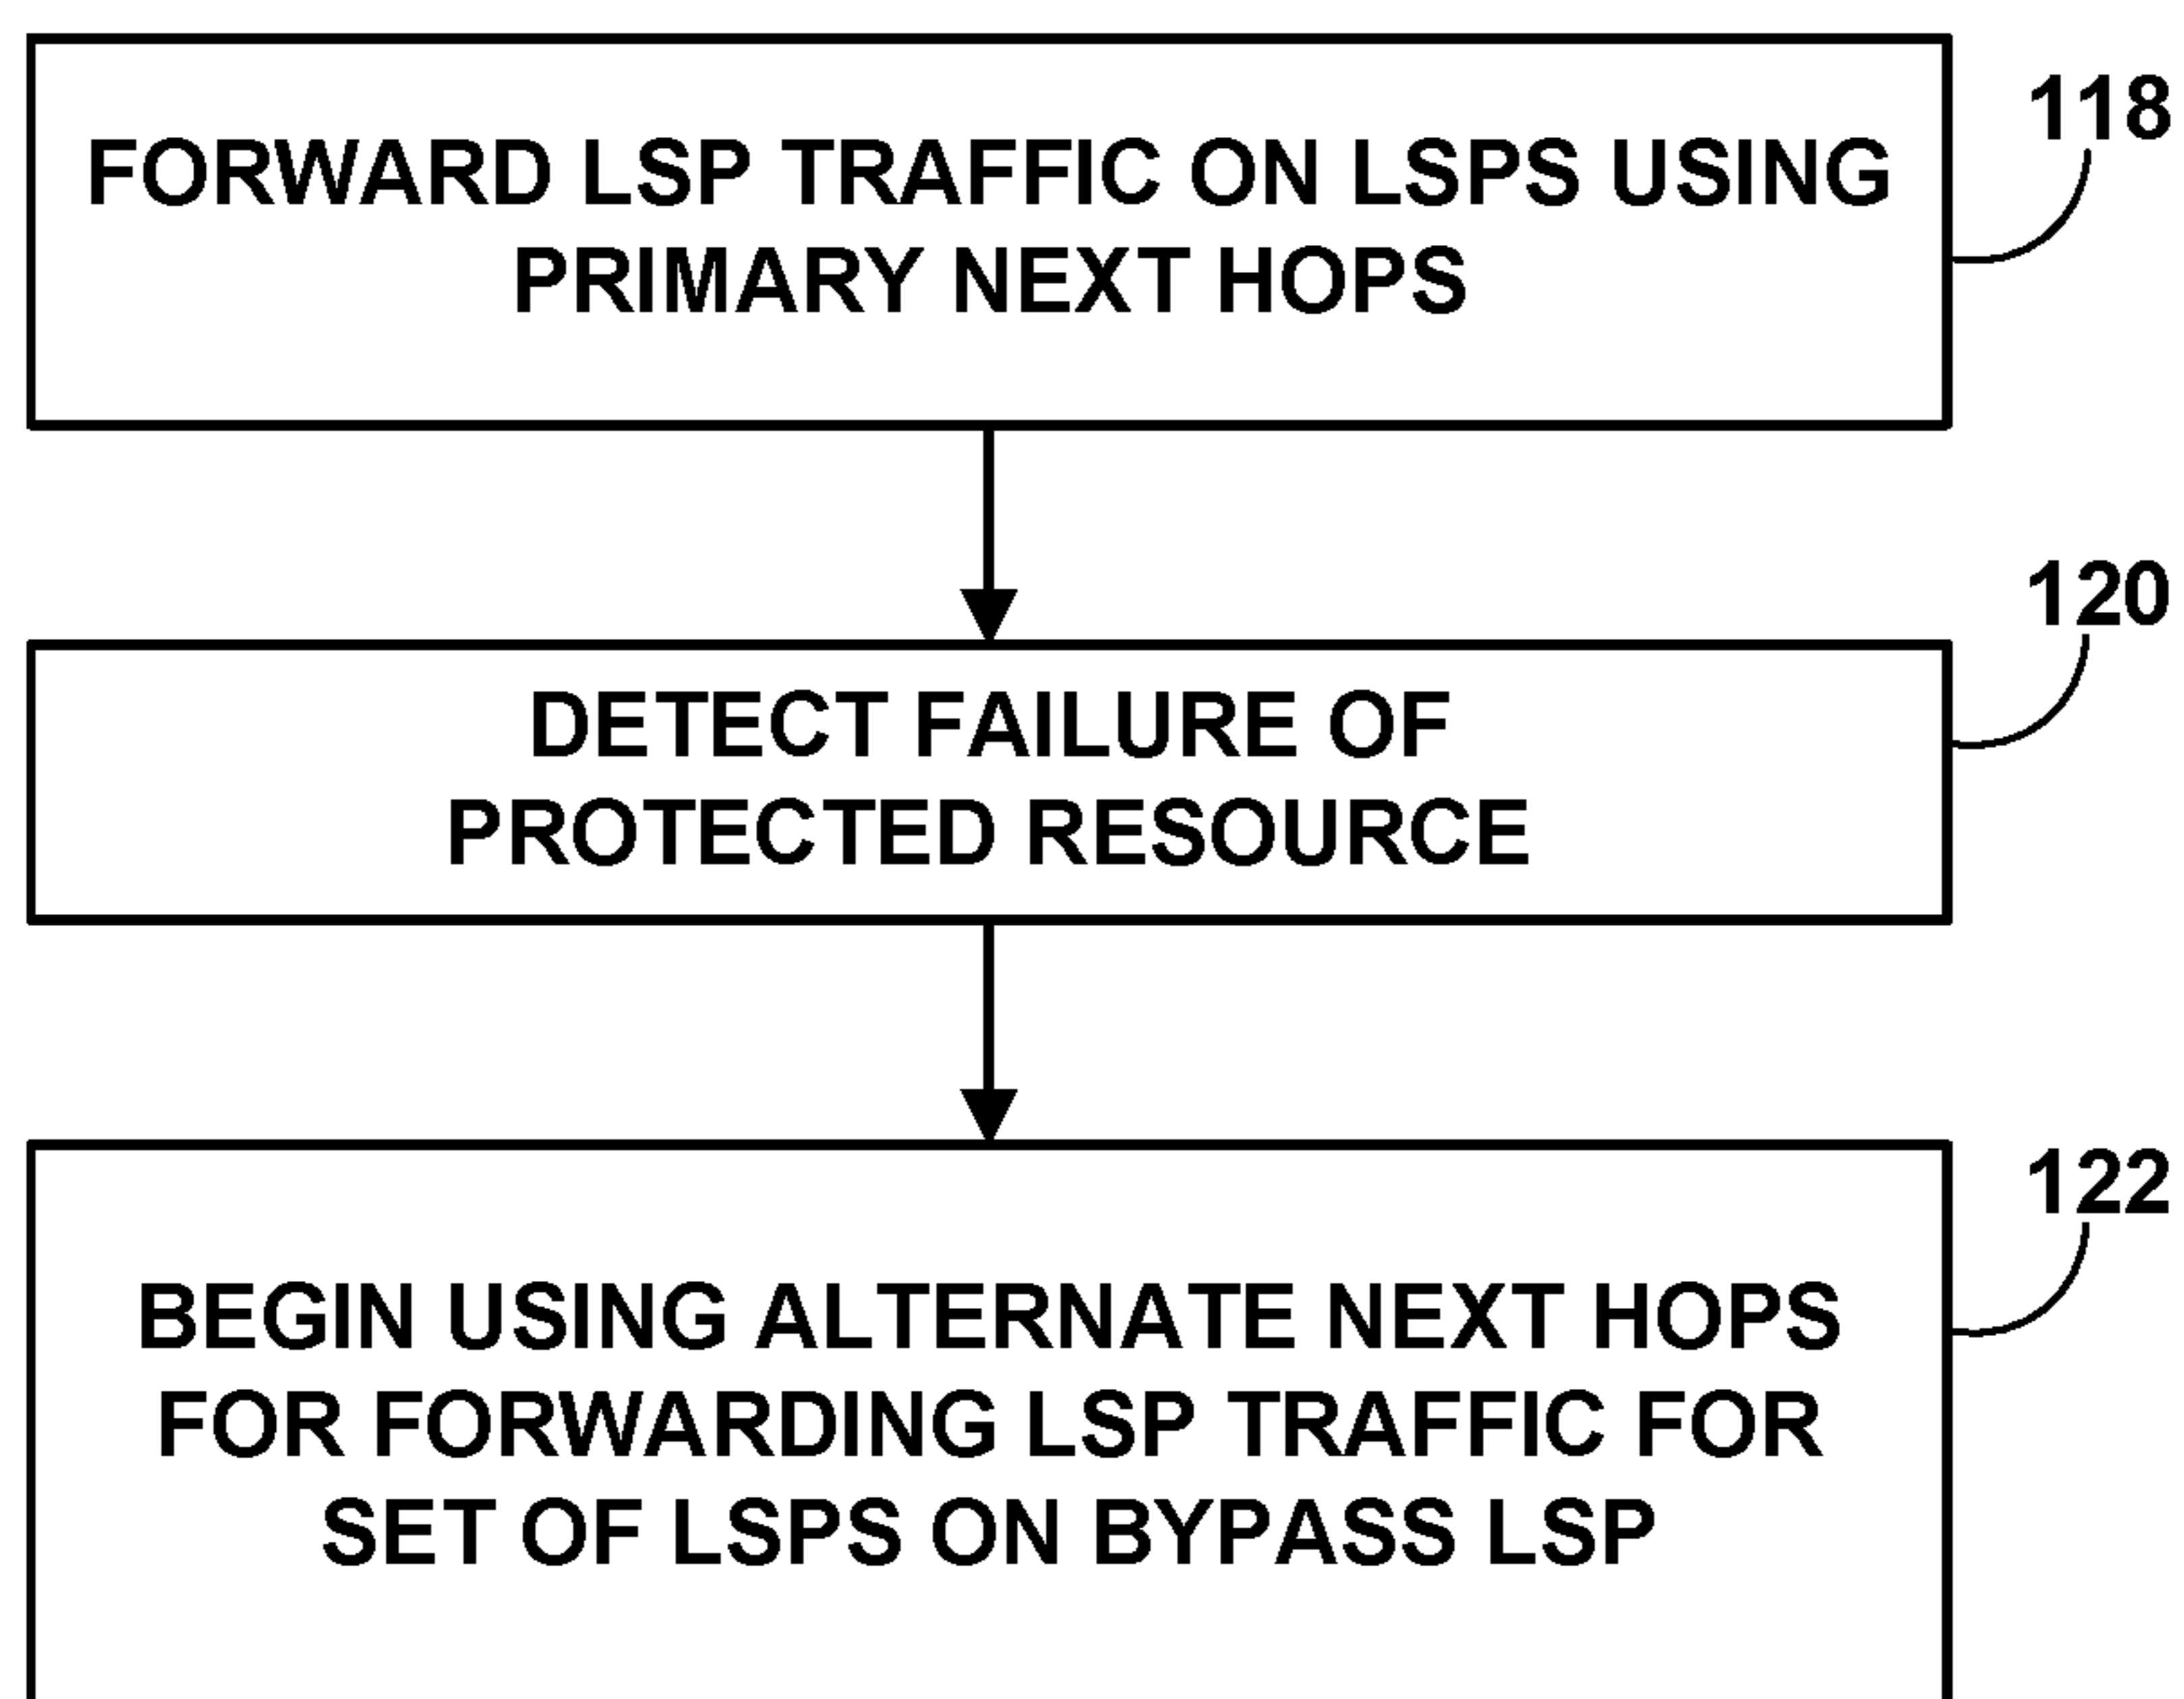 118
FORWARD LSP TRAFFIC ON LSPS USING
PRIMARY NEXT HOPS
120
DETECT FAILURE OF
PROTECTED RESOURCE
122
BEGIN USING ALTERNATE NEXT HOPS
FOR FORWARDING LSP TRAFFIC FOR
SET OF LSPS ON BYPASS LSP